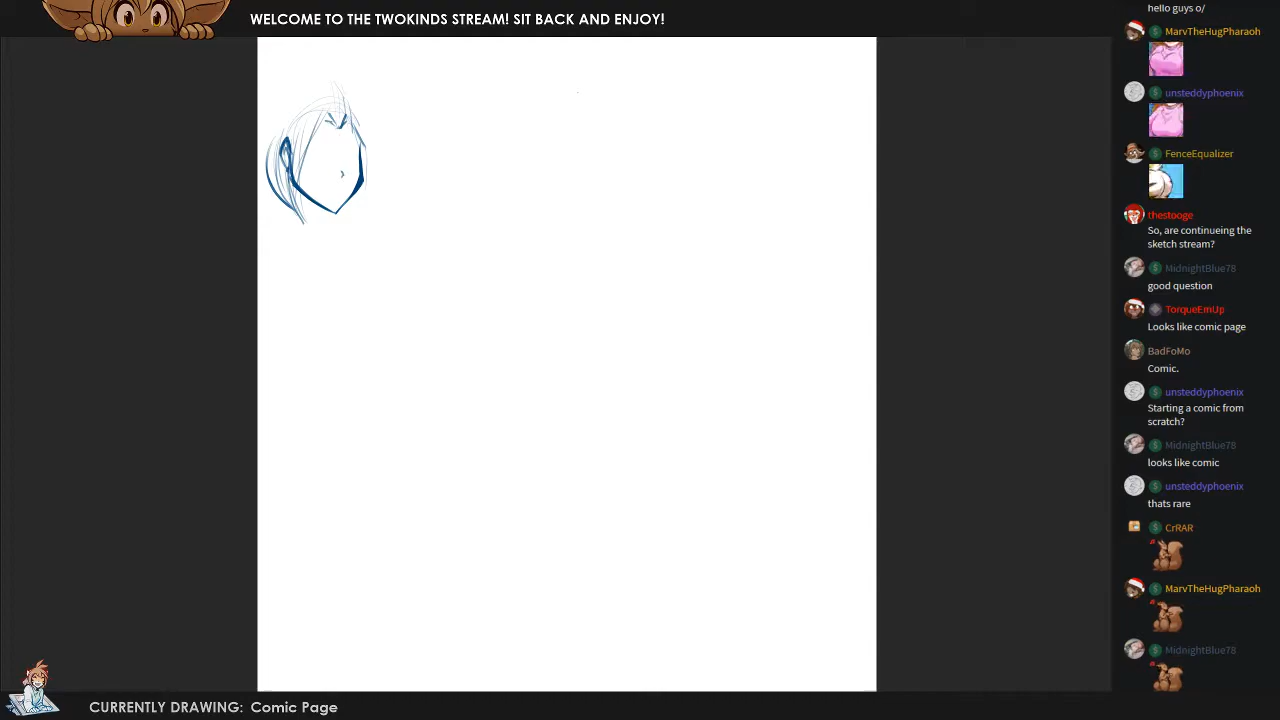 WELCOME TO THE TWOKINDS STREAM! SIT BACK AND ENJOY!
hello guys o/
MarvTheHugPharaoh
unsteddyphoenix
FenceEqualizer
thestooge
So, are continueing the
sketch stream?
MidnightBlue78
good question
TorqueEmUp
Looks like comic page
BadFoMo
Comic.
unsteddyphoenix
Starting a comic from
scratch?
MidnightBlue78
looks like comic
unsteddyphoenix
thats rare
CrRAR
MarvTheHugPharaoh
MidnightBlue78
CURRENTLY DRAWING: Comic Page